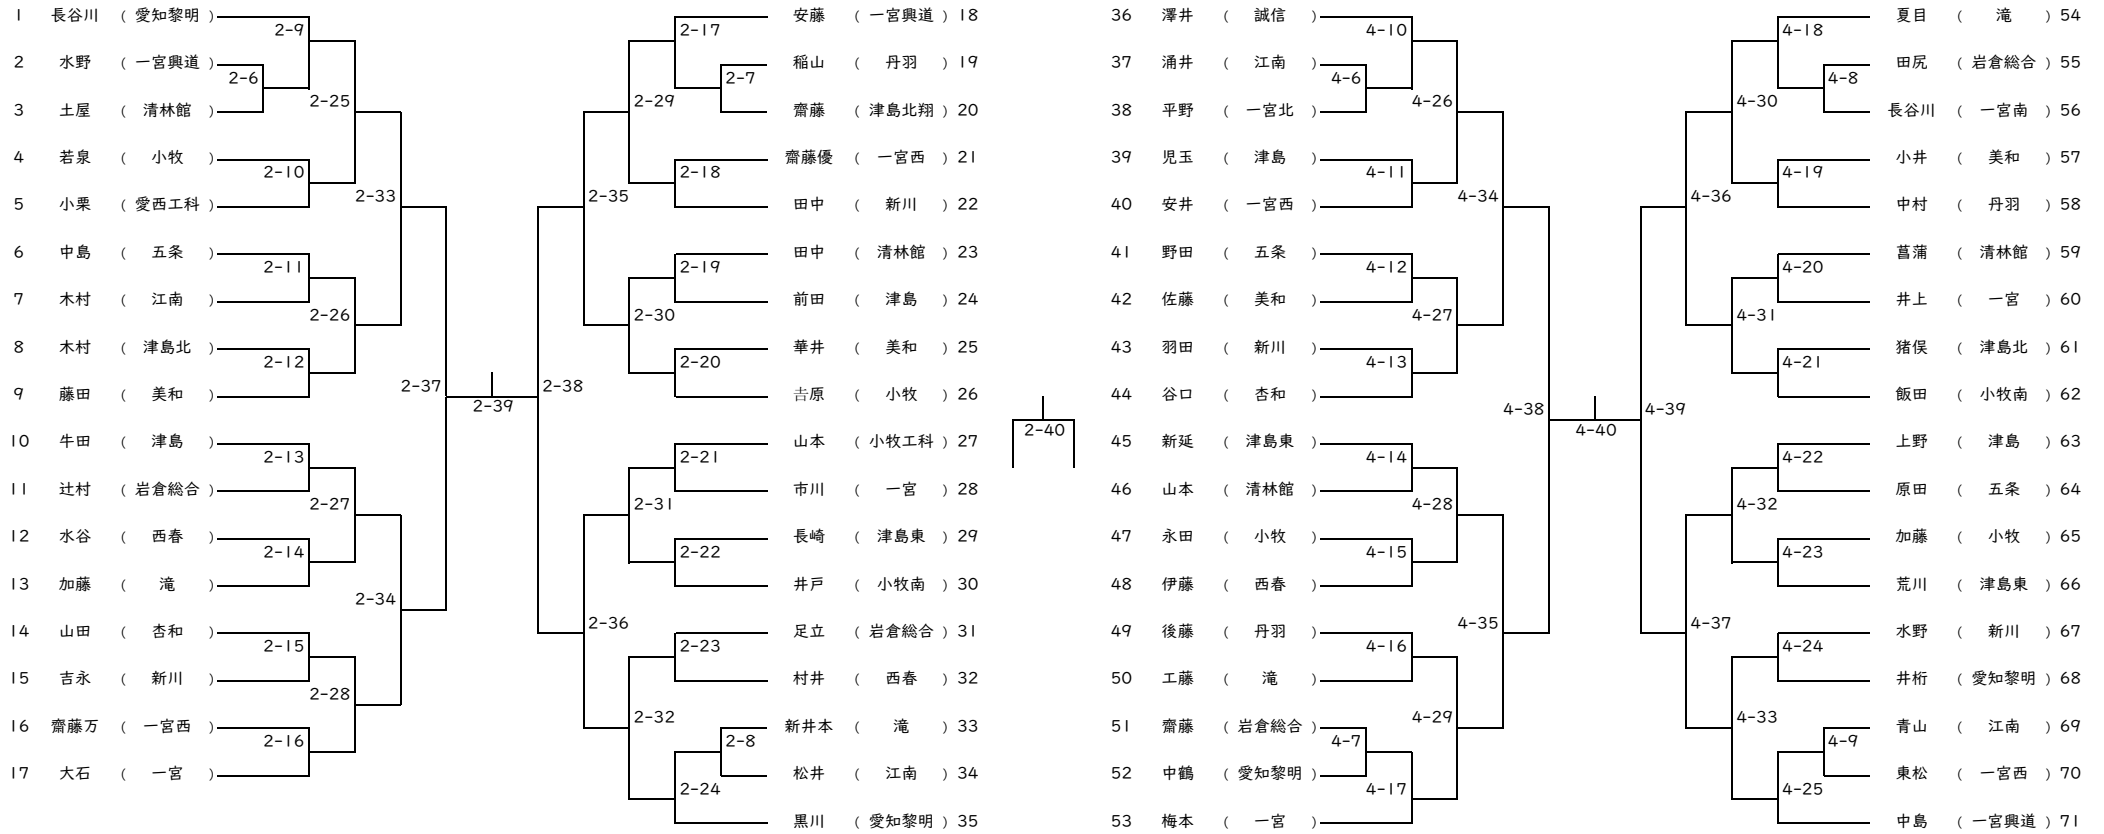 1 長谷川 ( 愛知黎明 )
2 水野 ( 一宮興道 )
3 土屋 ( 清林館 )
4 若泉 ( 小牧 )
5 小栗 ( 愛西工科 )
6 中島 ( 五条 )
7 木村 ( 江南 )
8 木村 ( 津島北 )
9 藤田 ( 美和 )
10 牛田 ( 津島 )
11 辻村 ( 岩倉総合 )
12 水谷 ( 西春 )
13 加藤 ( 滝 )
14 山田 ( 杏和 )
15 吉永 ( 新川 )
16 齋藤万 ( 一宮西 )
17 大石 ( 一宮 )
2-6
2-9
2-10
2-11
2-12
2-13
2-14
2-15
2-16
2-25
2-26
2-27
2-28
2-33
2-34
2-37
2-39
2-38
2-35
2-36
2-29
2-30
2-31
2-32
2-17
2-18
2-19
2-20
2-21
2-22
2-23
2-24
2-7
2-8
安藤 ( 一宮興道 ) 18
稲山 ( 丹羽 ) 19
齋藤 ( 津島北翔 ) 20
齋藤優 ( 一宮西 ) 21
田中 ( 新川 ) 22
田中 ( 清林館 ) 23
前田 ( 津島 ) 24
華井 ( 美和 ) 25
𠮷原 ( 小牧 ) 26
山本 ( 小牧工科 ) 27
市川 ( 一宮 ) 28
長崎 ( 津島東 ) 29
井戸 ( 小牧南 ) 30
足立 ( 岩倉総合 ) 31
村井 ( 西春 ) 32
新井本 ( 滝 ) 33
松井 ( 江南 ) 34
黒川 ( 愛知黎明 ) 35
2-40
36 澤井 ( 誠信 )
37 涌井 ( 江南 )
38 平野 ( 一宮北 )
39 児玉 ( 津島 )
40 安井 ( 一宮西 )
41 野田 ( 五条 )
42 佐藤 ( 美和 )
43 羽田 ( 新川 )
44 谷口 ( 杏和 )
45 新延 ( 津島東 )
46 山本 ( 清林館 )
47 永田 ( 小牧 )
48 伊藤 ( 西春 )
49 後藤 ( 丹羽 )
50 工藤 ( 滝 )
51 齋藤 ( 岩倉総合 )
52 中鶴 ( 愛知黎明 )
53 梅本 ( 一宮 )
4-6
4-7
4-10
4-11
4-12
4-13
4-14
4-15
4-16
4-17
4-26
4-27
4-28
4-29
4-34
4-35
4-38
4-40
4-39
4-36
4-37
4-30
4-31
4-32
4-33
4-18
4-19
4-20
4-21
4-22
4-23
4-24
4-25
4-8
4-9
夏目 ( 滝 ) 54
田尻 ( 岩倉総合 ) 55
長谷川 ( 一宮南 ) 56
小井 ( 美和 ) 57
中村 ( 丹羽 ) 58
菖蒲 ( 清林館 ) 59
井上 ( 一宮 ) 60
猪俣 ( 津島北 ) 61
飯田 ( 小牧南 ) 62
上野 ( 津島 ) 63
原田 ( 五条 ) 64
加藤 ( 小牧 ) 65
荒川 ( 津島東 ) 66
水野 ( 新川 ) 67
井桁 ( 愛知黎明 ) 68
青山 ( 江南 ) 69
東松 ( 一宮西 ) 70
中島 ( 一宮興道 ) 71